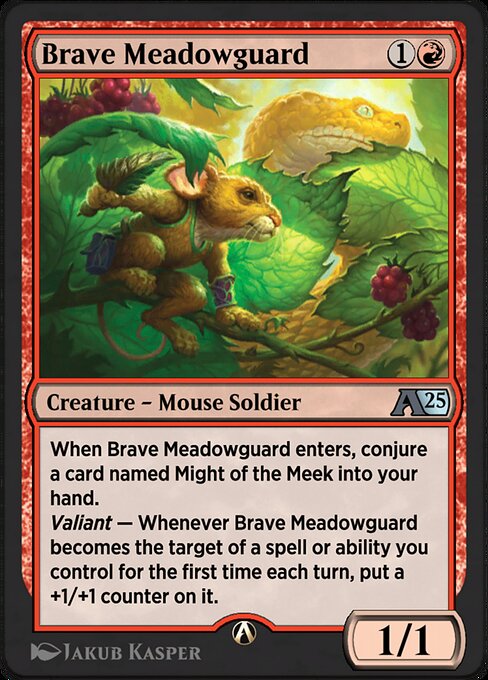 Brave Meadowguard 1
Creature – Mouse Soldier A25
When Brave Meadowguard enters, conjure
a card named Might of the Meek into your
hand.
Valiant — Whenever Brave Meadowguard
becomes the target of a spell or ability you
control for the first time each turn, put a
+1/+1 counter on it.
1/1
Jakub Kasper